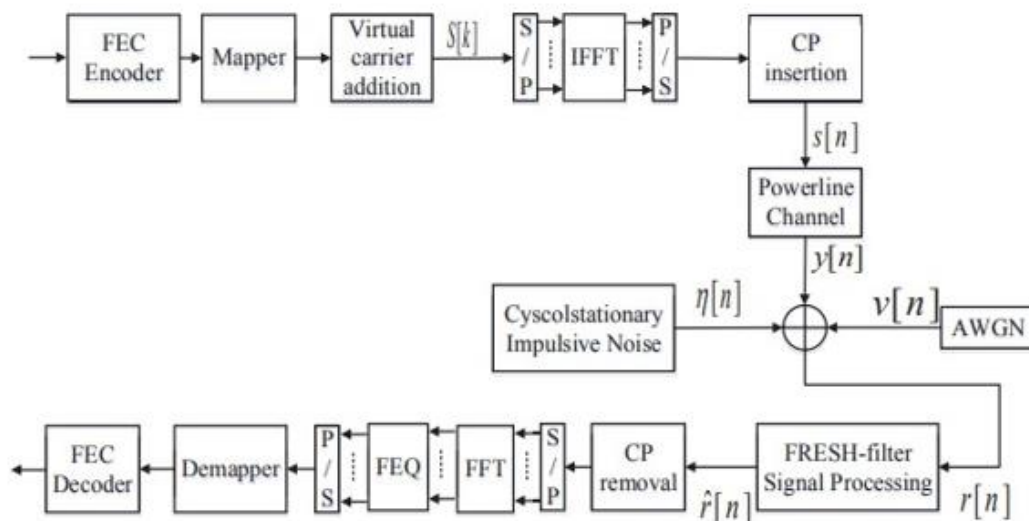 FEC
Encoder
Mapper
Virtual
carrier
addition
S[k]
S
/
P
IFFT
P
/
S
CP
insertion
s[n]
Powerline
Channel
y[n]
Cyscolstationary
Impulsive Noise
η[n]
v[n]
AWGN
FEC
Decoder
Demapper
P
/
S
FEQ
FFT
S
/
P
CP
removal
r̂[n]
FRESH-filter
Signal Processing
r[n]